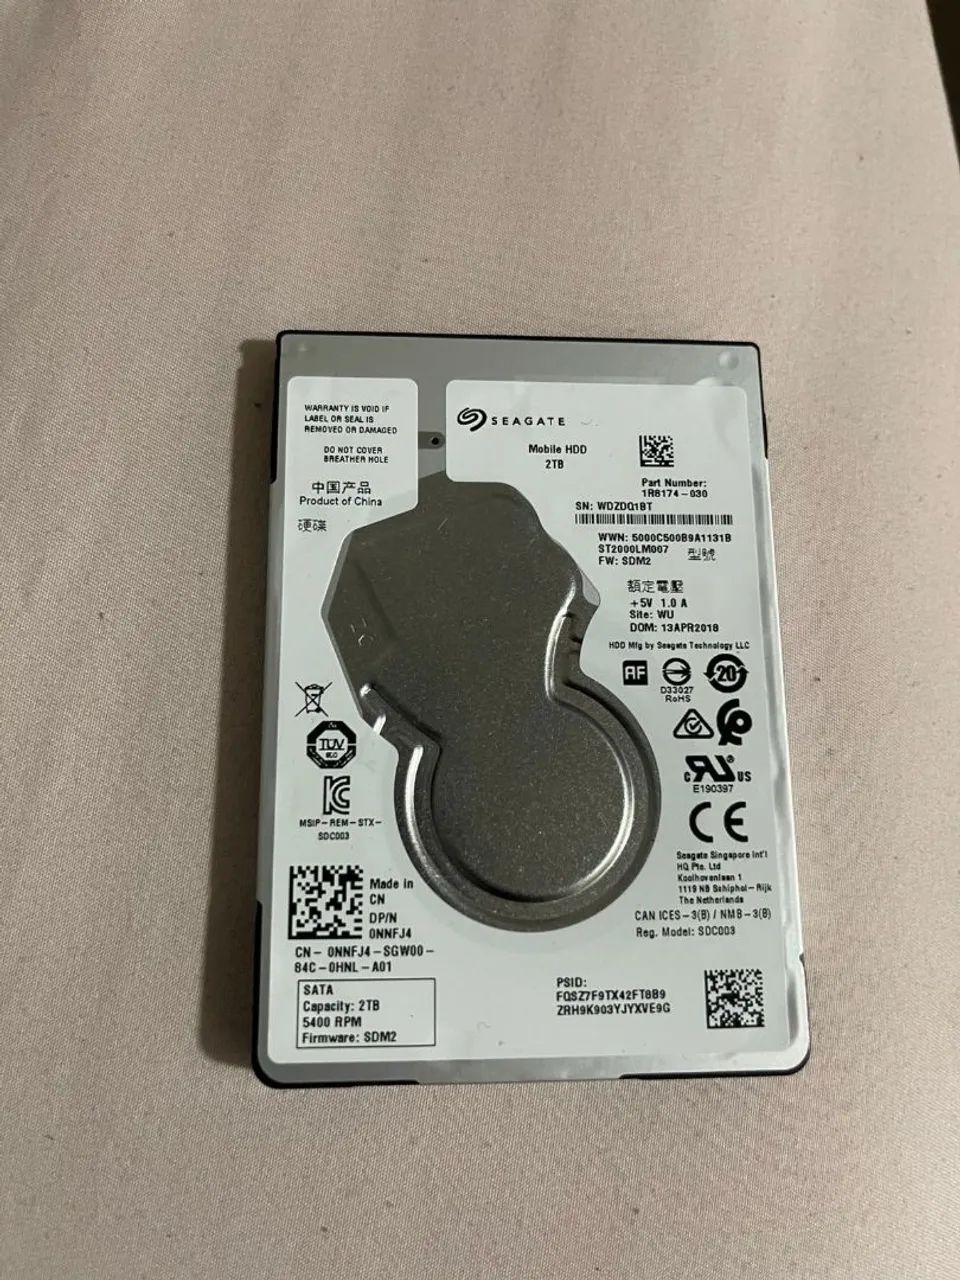 WARRANTY IS VOID IF
LABEL OR SEAL IS
REMOVED OR DAMAGED
DO NOT COVER
BREATHER HOLE
中国产品
Product of China
硬碟
SEAGATE
Mobile HDD
2TB
Part Number:
1R8174-030
SN: WDZDQ1BT
WWN: 5000C500B9A1131B
ST2000LM007 型號
FW: SDM2
額定電壓
+5V 1.0 A
Site: WU
DOM: 13APR2018
HDD Mfg by Seagate Technology LLC
AF
20
D33027
RoHS
c RU US
E190397
CE
TÜV
MSIP-REM-STX-
SDC003
Seagate Singapore Int'l
HQ Pte. Ltd
Koolhovenlaan 1
1119 NB Schiphol-Rijk
The Netherlands
CAN ICES-3(B) / NMB-3(B)
Reg. Model: SDC003
Made in
CN
DP/N
0NNFJ4
CN-0NNFJ4-SGW00-
84C-0HNL-A01
SATA
Capacity: 2TB
5400 RPM
Firmware: SDM2
PSID:
FQSZ7F9TX42FT8B9
ZRH9K903YJYXVE9G